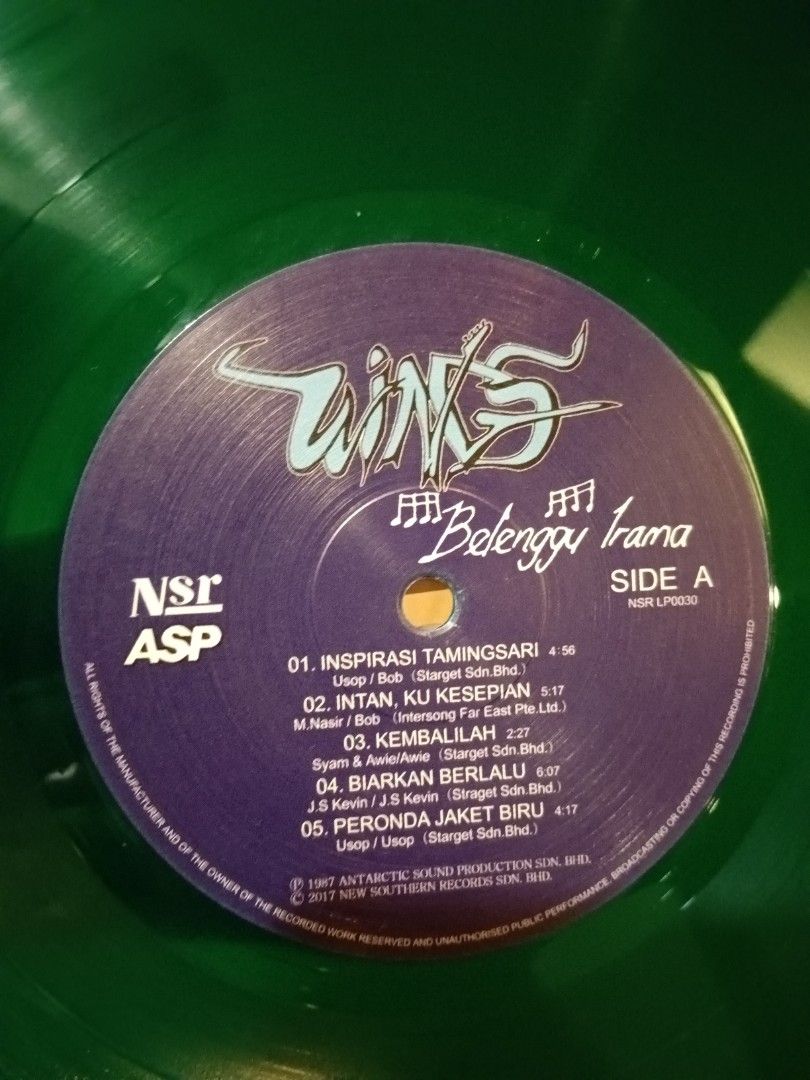 WINGS
Belenggu Irama
SIDE A
NSR LP0030
Nsr
ASP
01. INSPIRASI TAMINGSARI 4:56
Usop / Bob (Starget Sdn.Bhd.)
02. INTAN, KU KESEPIAN 5:17
M.Nasir / Bob (Intersong Far East Pte.Ltd.)
03. KEMBALILAH 2:27
Syam & Awie/Awie (Starget Sdn.Bhd.)
04. BIARKAN BERLALU 6:07
J.S Kevin / J.S Kevin (Straget Sdn.Bhd.)
05. PERONDA JAKET BIRU 4:17
Usop / Usop (Starget Sdn.Bhd.)
℗ 1987 ANTARCTIC SOUND PRODUCTION SDN. BHD.
© 2017 NEW SOUTHERN RECORDS SDN. BHD.
ALL RIGHTS OF THE MANUFACTURER AND OF THE OWNER OF THE RECORDED WORK RESERVED AND UNAUTHORISED PUBLIC PERFORMANCE, BROADCASTING OR COPYING OF THIS RECORDING IS PROHIBITED